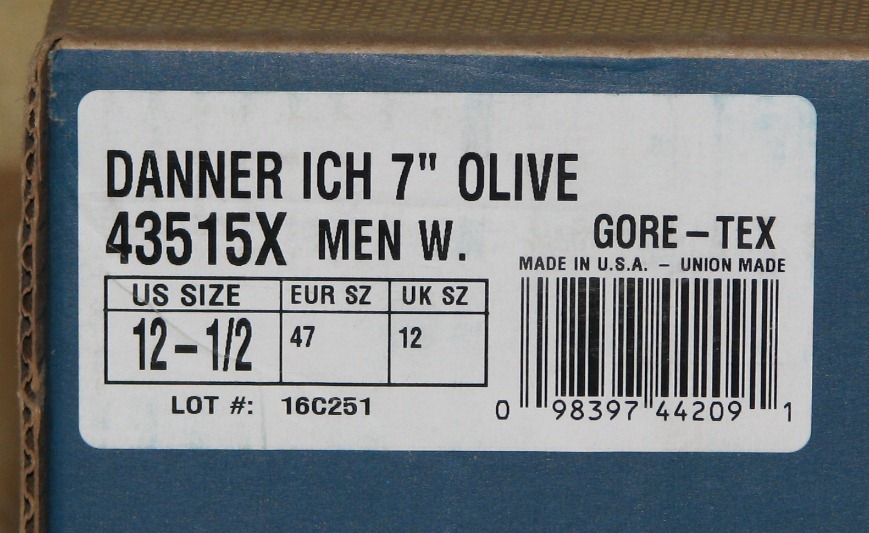 DANNER ICH 7" OLIVE
43515X MEN W.
GORE-TEX
MADE IN U.S.A. - UNION MADE
US SIZE EUR SZ UK SZ
12-1/2 47 12
LOT #: 16C251
0 98397 44209 1